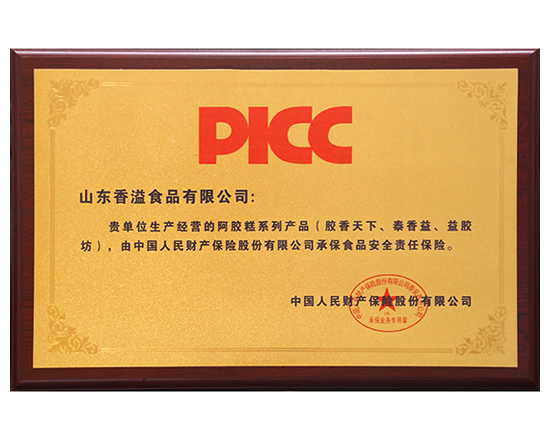 PICC
山东香溢食品有限公司:
贵单位生产经营的阿胶糕系列产品（胶香天下、泰香益、益胶
坊），由中国人民财产保险股份有限公司承保食品安全责任保险。
中国人民财产保险股份有限公司
承保业务专用章